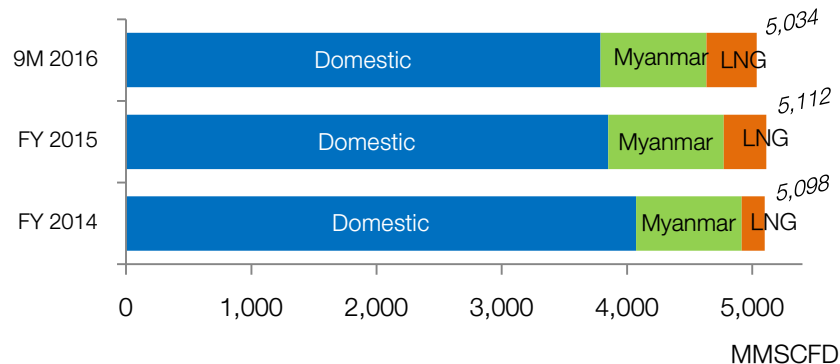 5,034
9M 2016 Domestic Myanmar LNG
5,112
FY 2015 Domestic Myanmar LNG
5,098
FY 2014 Domestic Myanmar LNG
0 1,000 2,000 3,000 4,000 5,000
MMSCFD